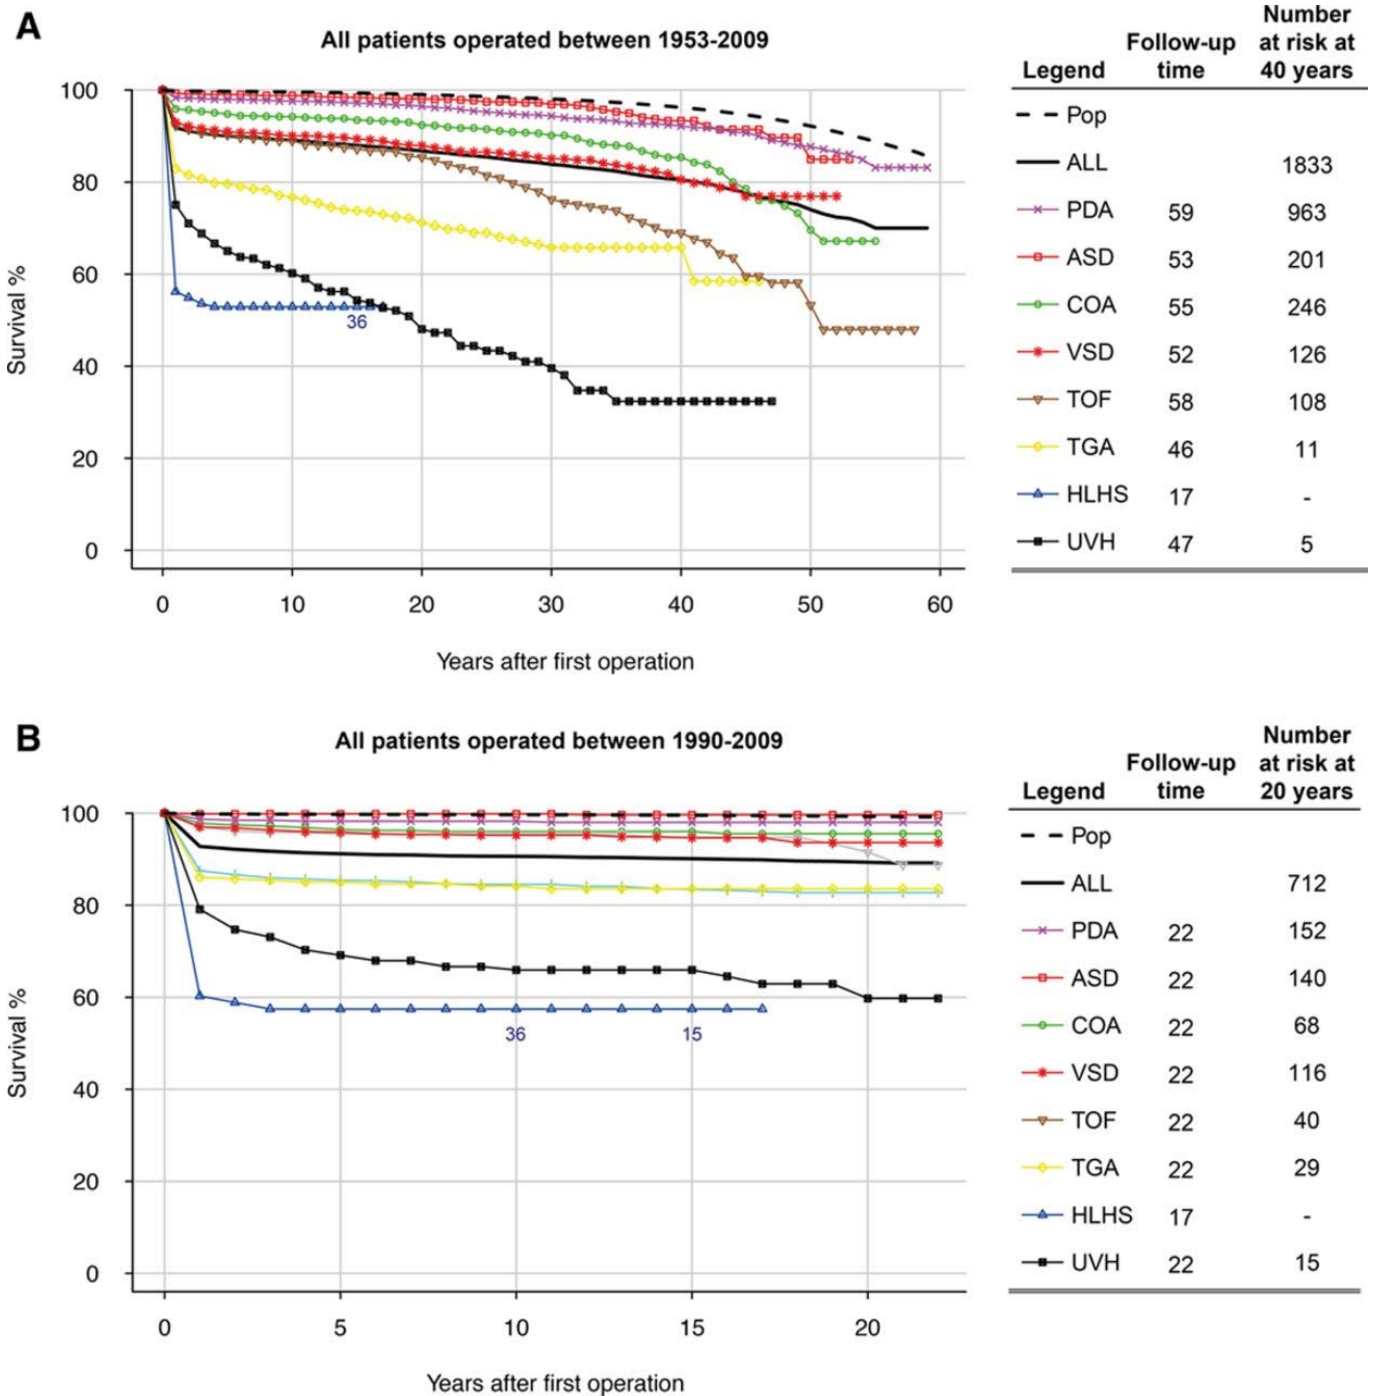 A
All patients operated between 1953-2009
Number
Follow-up at risk at
Legend time 40 years
Pop
ALL 1833
PDA 59 963
ASD 53 201
COA 55 246
VSD 52 126
TOF 58 108
TGA 46 11
HLHS 17 -
UVH 47 5
Survival %
100
80
60
40
20
0
36
0 10 20 30 40 50 60
Years after first operation
B
All patients operated between 1990-2009
Number
Follow-up at risk at
Legend time 20 years
Pop
ALL 712
PDA 22 152
ASD 22 140
COA 22 68
VSD 22 116
TOF 22 40
TGA 22 29
HLHS 17 -
UVH 22 15
Survival %
100
80
60
40
20
0
36 15
0 5 10 15 20
Years after first operation